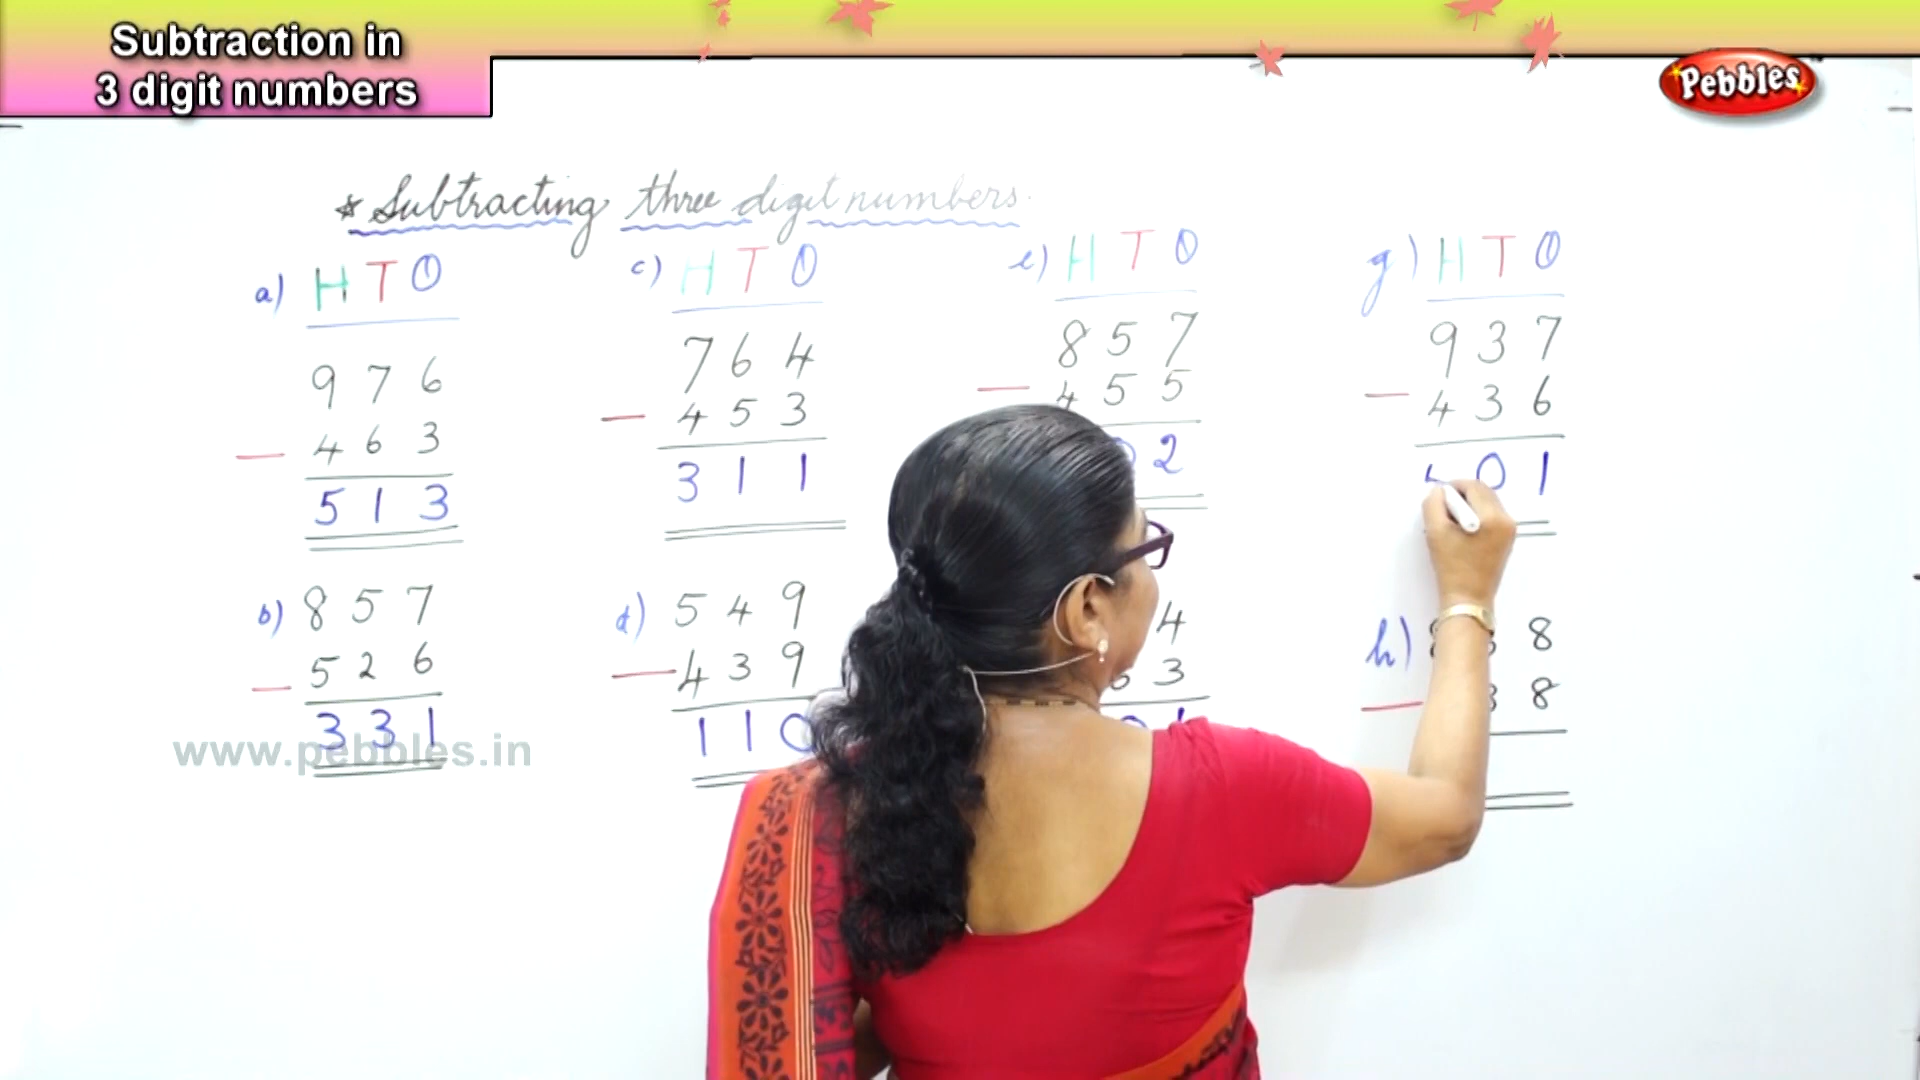 Subtraction in
3 digit numbers
Pebbles
* Subtracting three digit numbers.
a) H T O
9 7 6
- 4 6 3
5 1 3
b) 8 5 7
- 5 2 6
3 3 1
c) H T O
7 6 4
- 4 5 3
3 1 1
d) 5 4 9
- 4 3 9
1 1 0
e) H T O
8 5 7
- 4 5 5
0 2
4
3
g) H T O
9 3 7
- 4 3 6
5 0 1
h) 8 8
- 8
www.pebbles.in